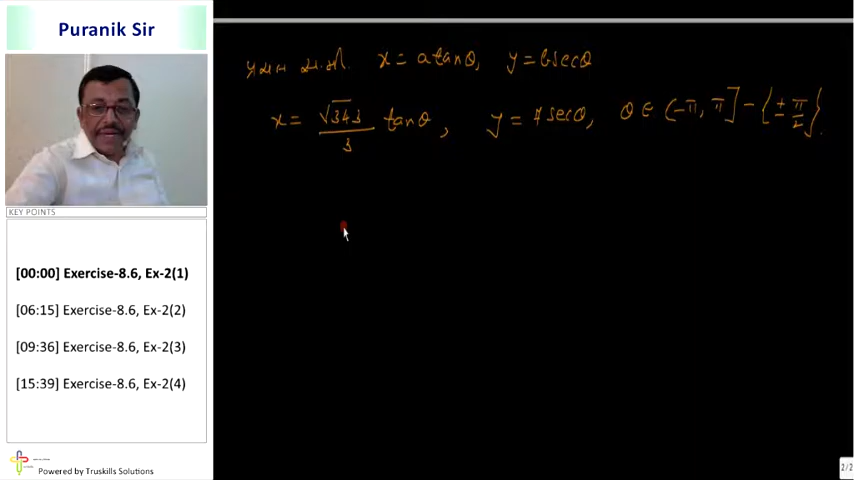 Puranik Sir
KEY POINTS
[00:00] Exercise-8.6, Ex-2(1)
[06:15] Exercise-8.6, Ex-2(2)
[09:36] Exercise-8.6, Ex-2(3)
[15:39] Exercise-8.6, Ex-2(4)
Powered by Truskills Solutions
x = a tanθ, y = b secθ
x = √343/3 tanθ, y = 7 secθ, θ ∈ (-π, π] - {± π/2}.
2/2